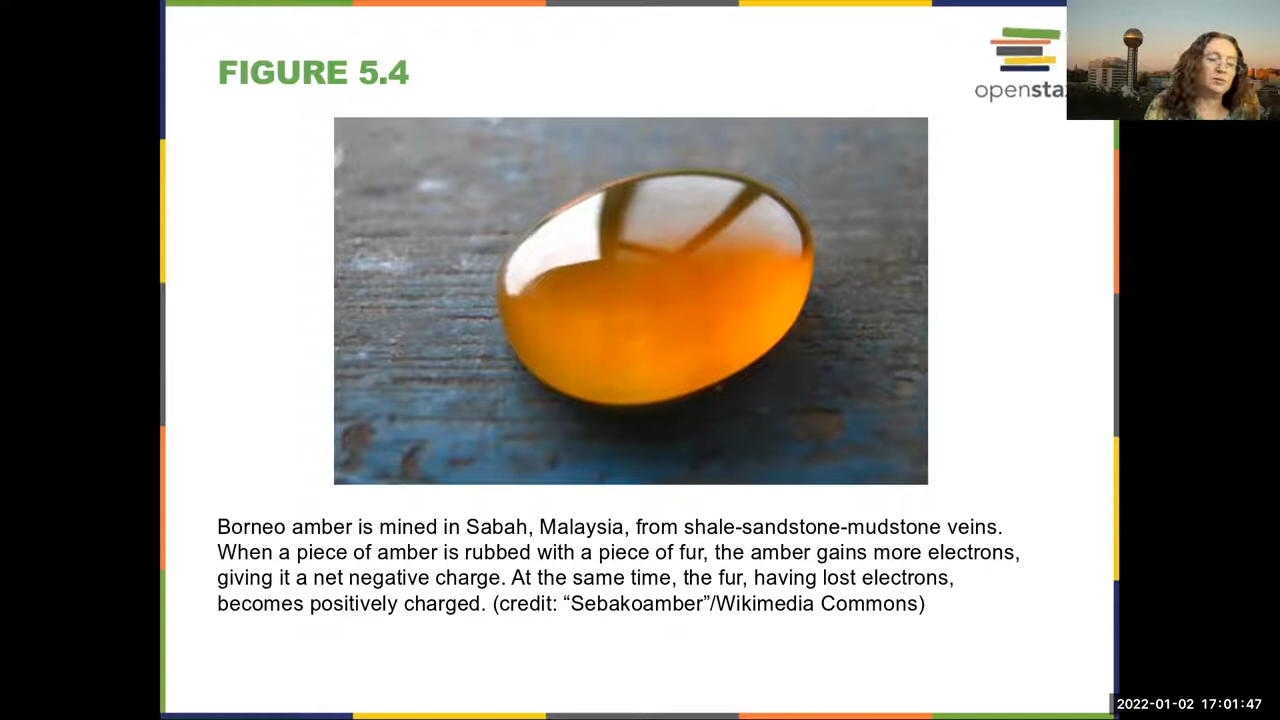 FIGURE 5.4
openstax
Borneo amber is mined in Sabah, Malaysia, from shale-sandstone-mudstone veins.
When a piece of amber is rubbed with a piece of fur, the amber gains more electrons,
giving it a net negative charge. At the same time, the fur, having lost electrons,
becomes positively charged. (credit: “Sebakoamber”/Wikimedia Commons)
2022-01-02 17:01:47